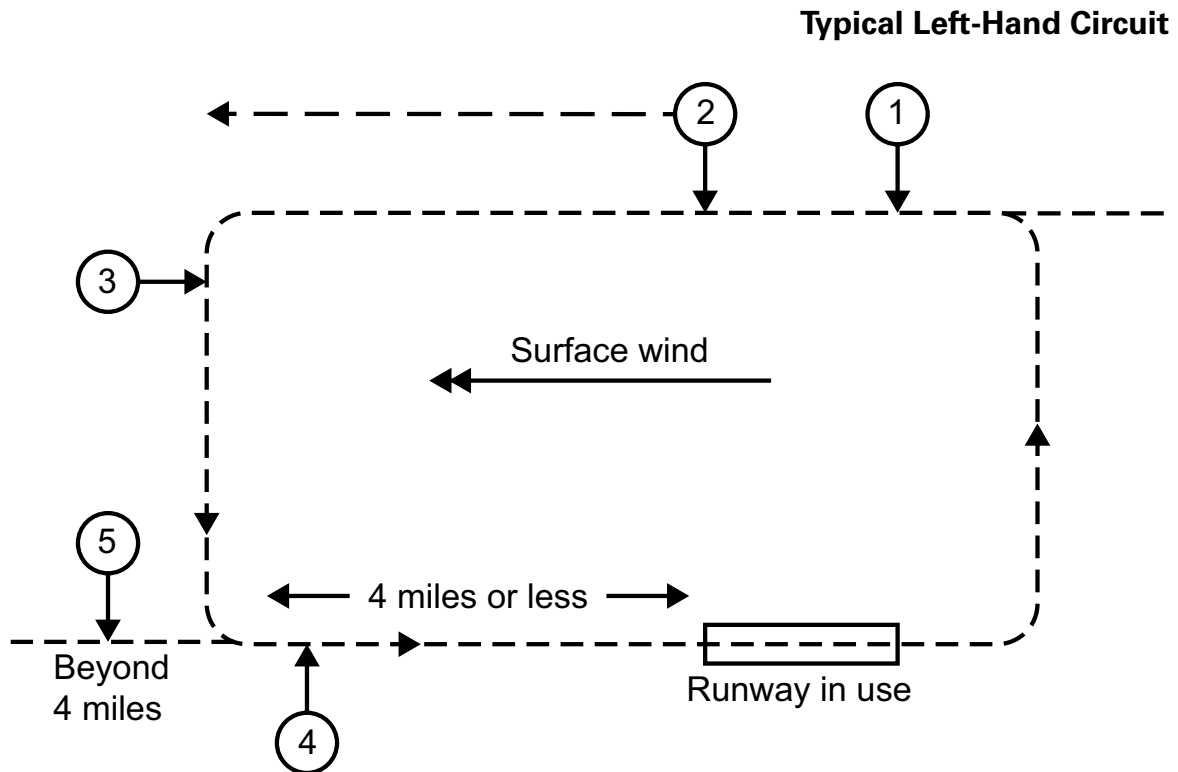 Typical Left-Hand Circuit
2
1
3
Surface wind
5
4 miles or less
Beyond
4 miles
Runway in use
4